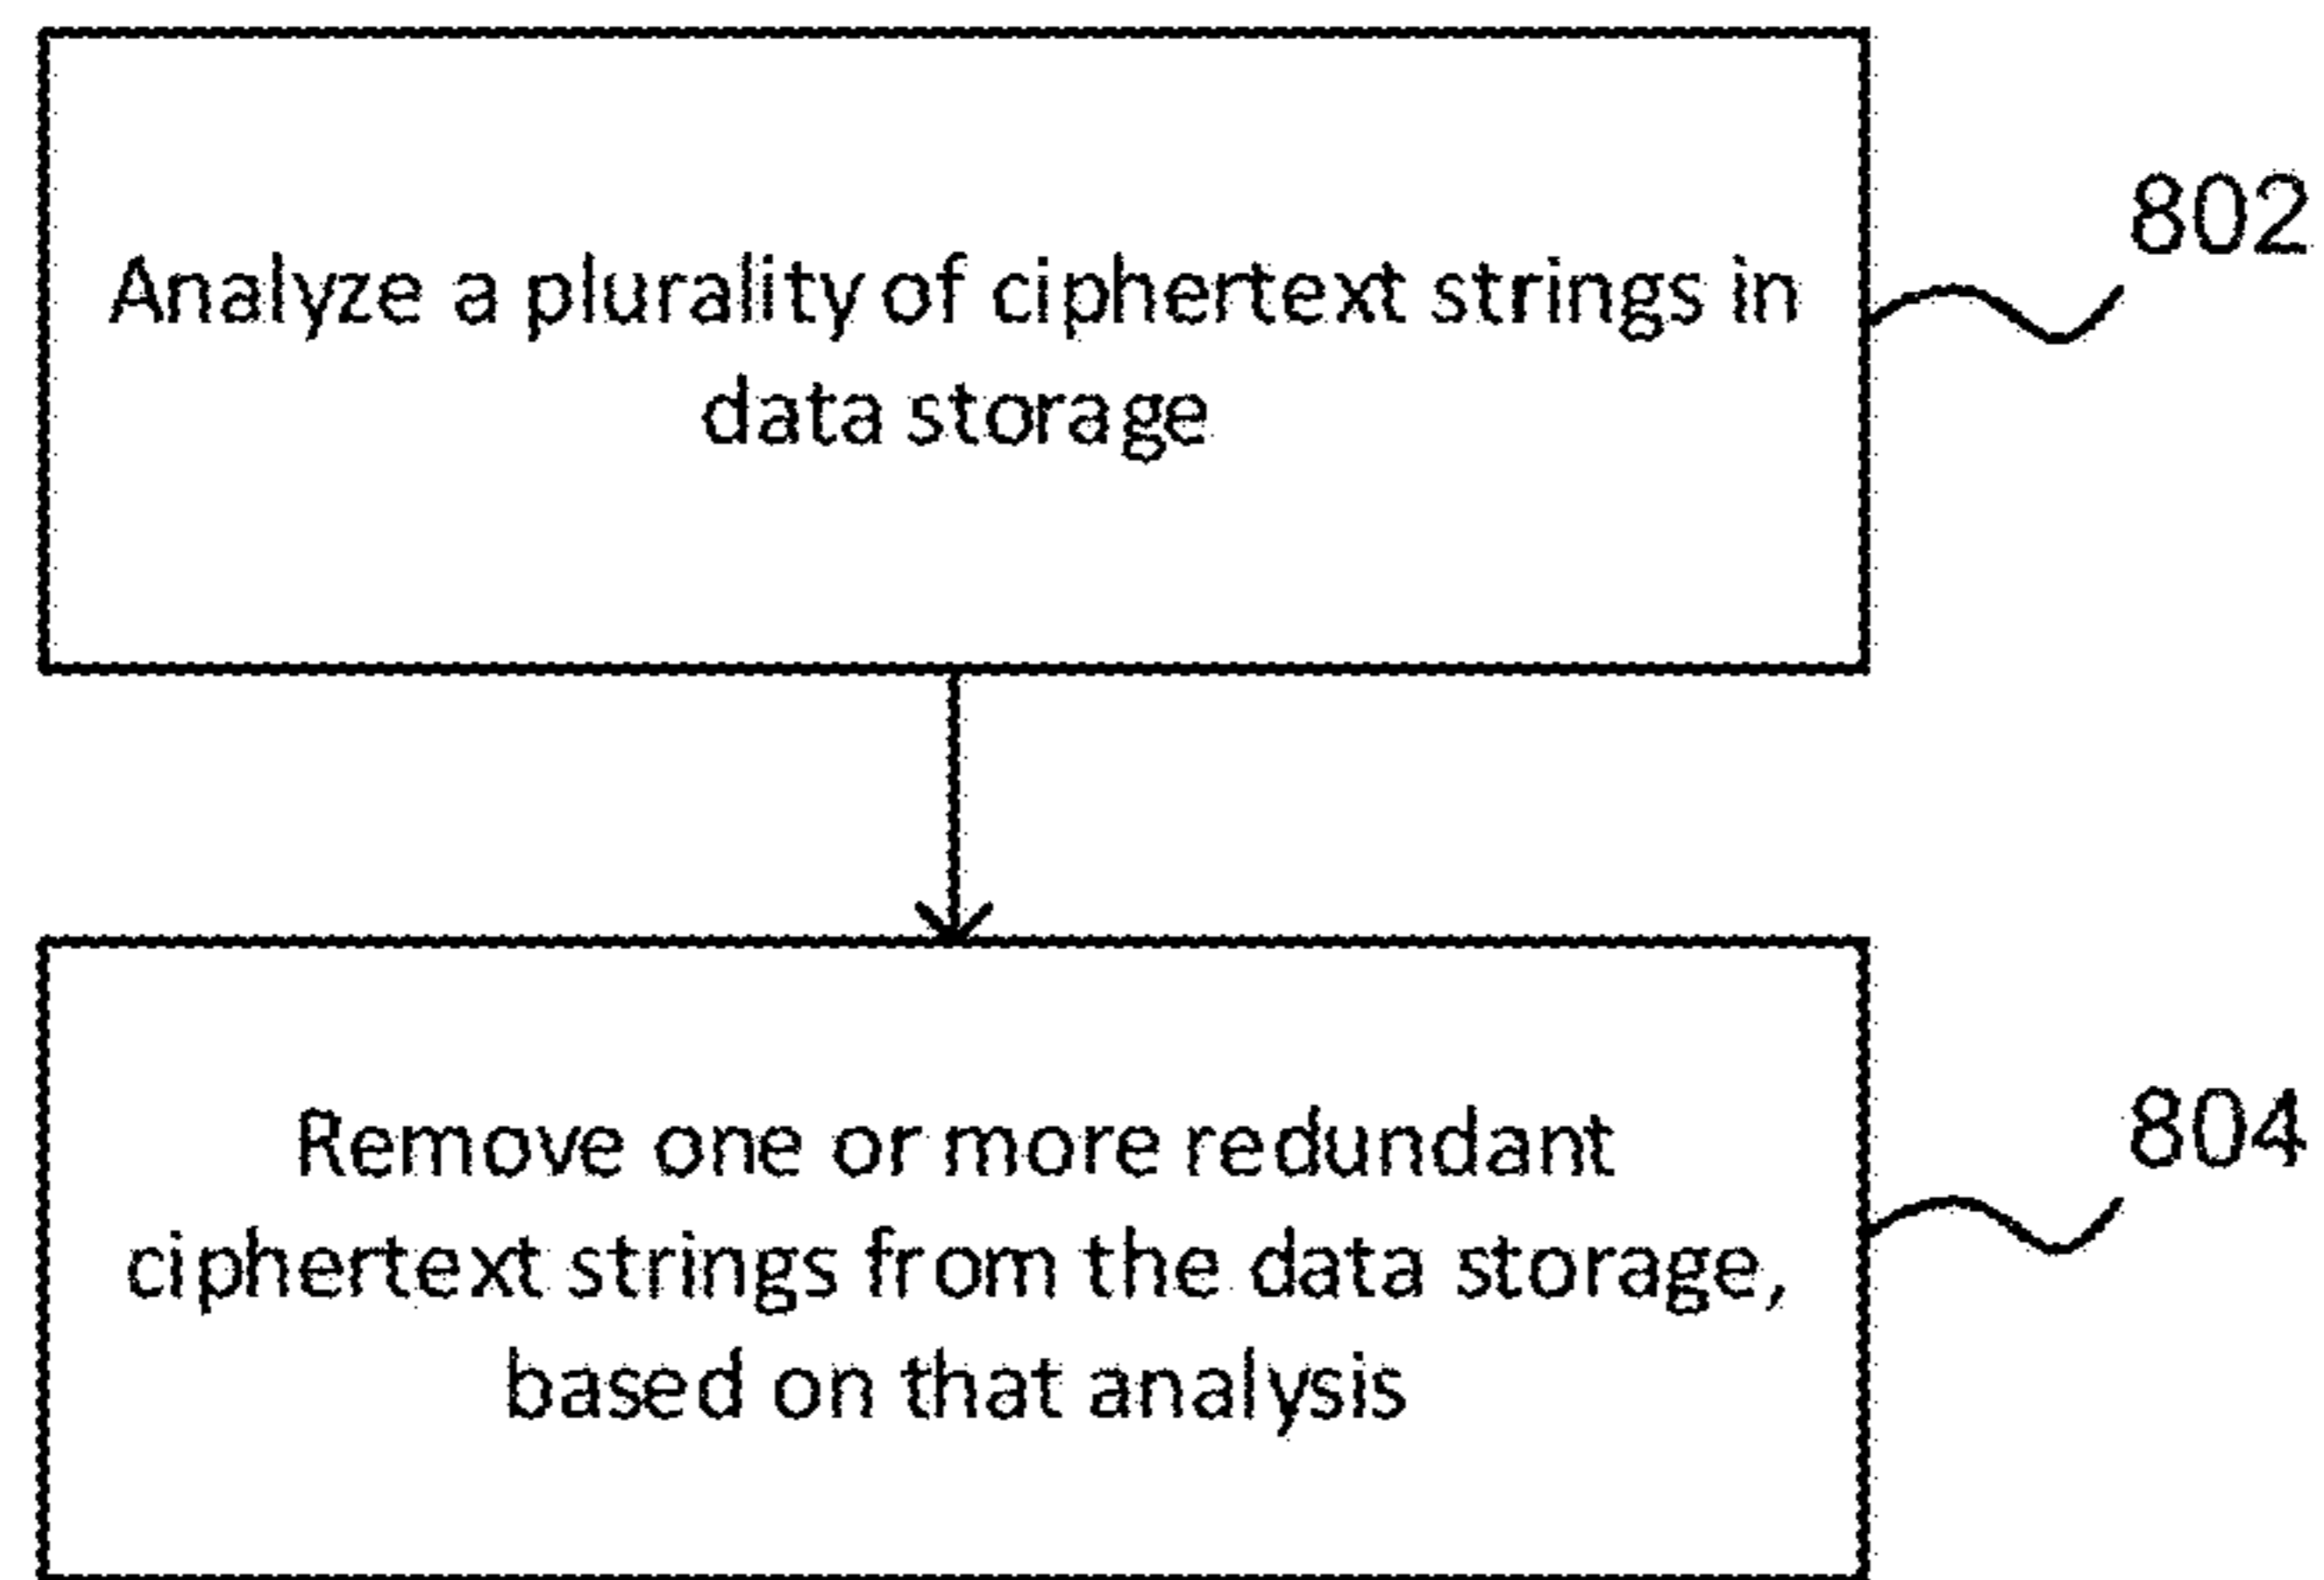 802
Analyze a plurality of ciphertext strings in
data storage
804
Remove one or more redundant
ciphertext strings from the data storage,
based on that analysis